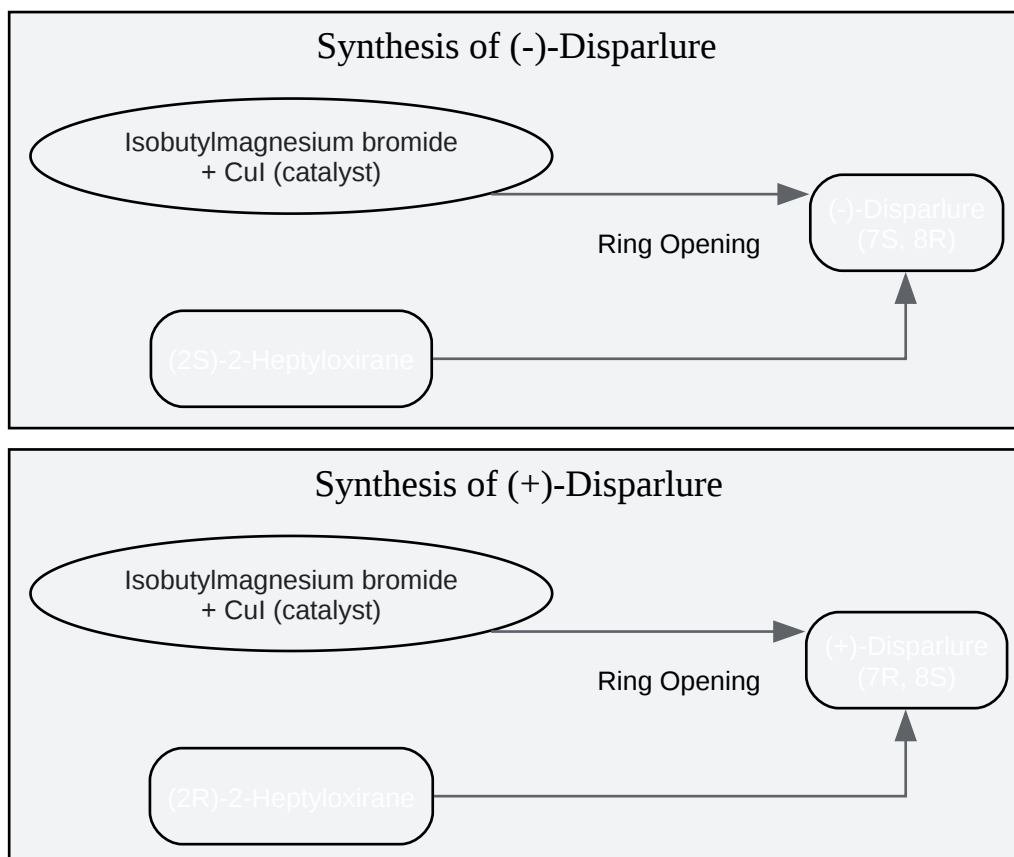 Synthesis of (-)-Disparlure
Isobutylmagnesium bromide
+ CuI (catalyst)
(-)-Disparlure
(7S, 8R)
Ring Opening
(2S)-2-Heptyloxirane
Synthesis of (+)-Disparlure
Isobutylmagnesium bromide
+ CuI (catalyst)
(+)-Disparlure
(7R, 8S)
Ring Opening
(2R)-2-Heptyloxirane